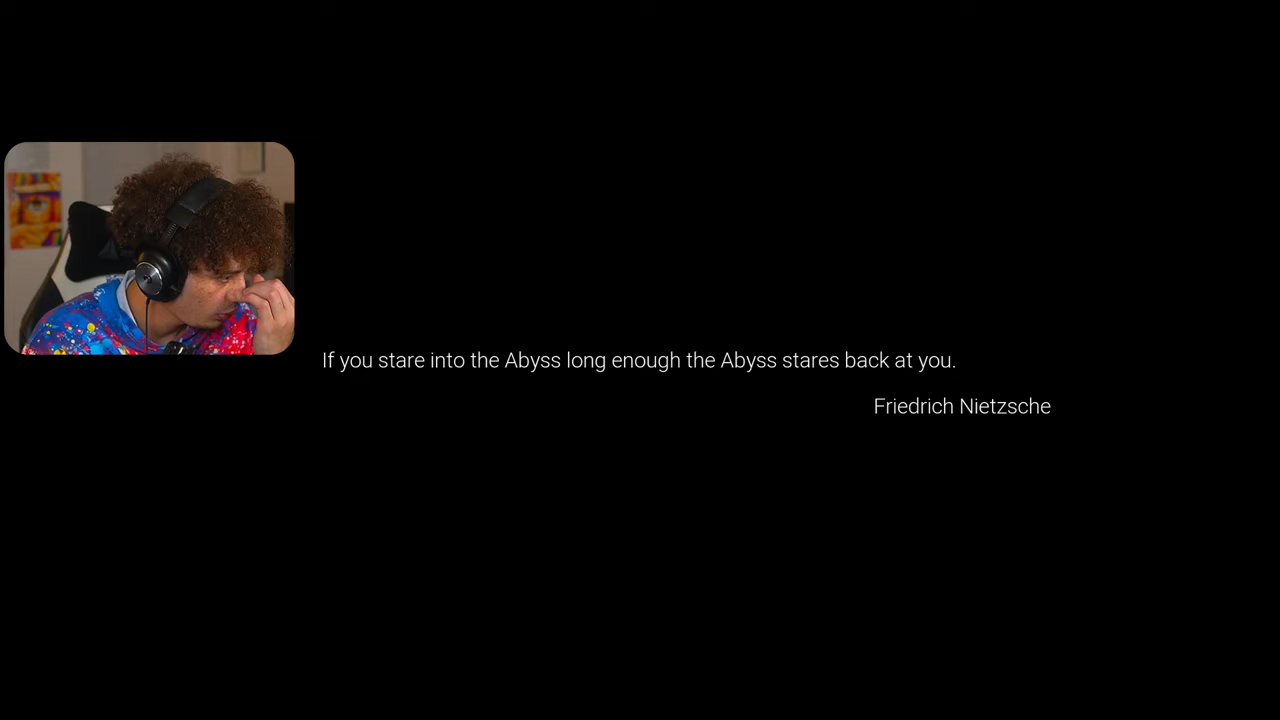 If you stare into the Abyss long enough the Abyss stares back at you.
Friedrich Nietzsche